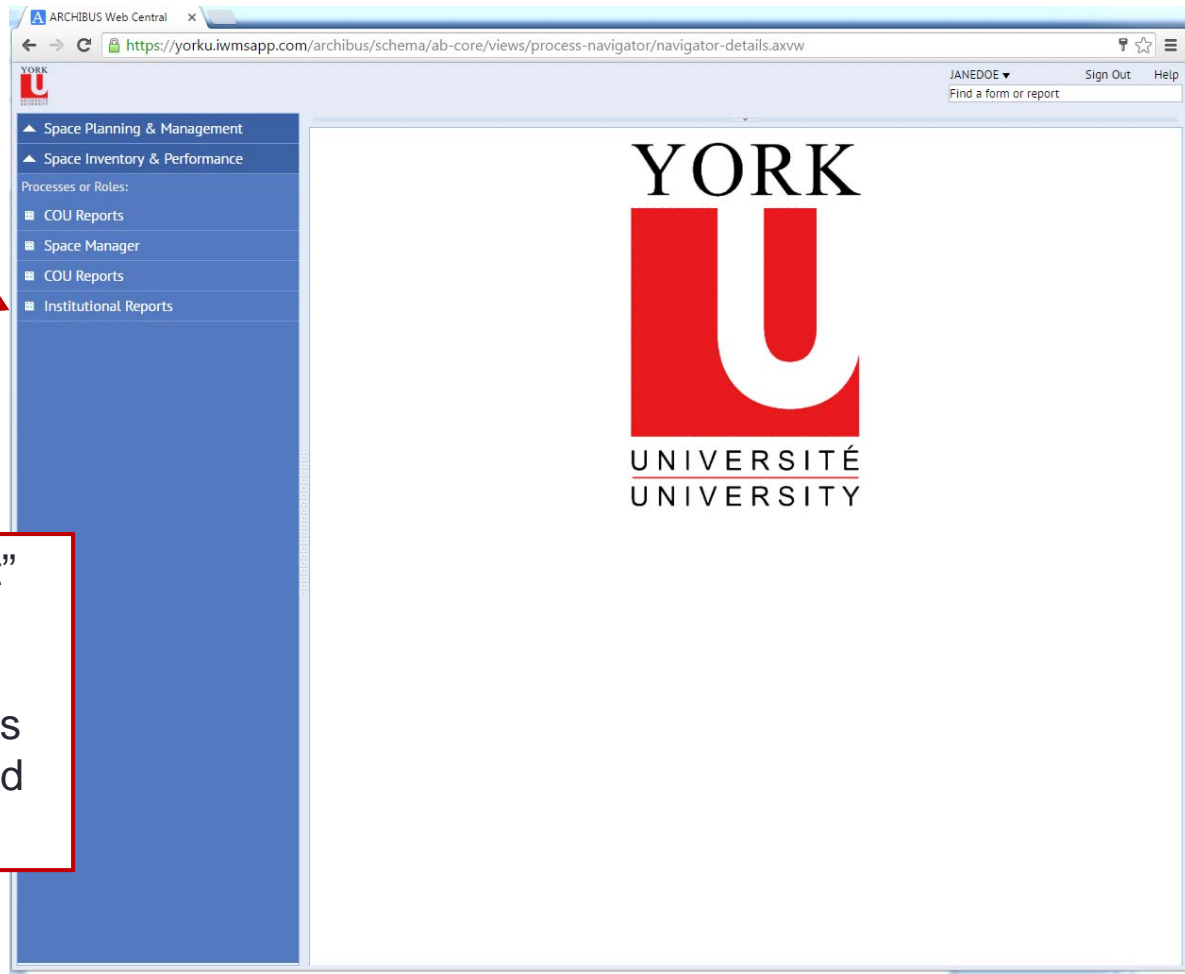 ARCHIBUS Web Central
https://yorku.iwmsapp.com/archibus/schema/ab-core/views/process-navigator/navigator-details.axvw
YORK
U
JANEDOE
Sign Out
Help
Find a form or report
Space Planning & Management
Space Inventory & Performance
Processes or Roles:
COU Reports
Space Manager
COU Reports
Institutional Reports
YORK
U
UNIVERSITÉ
UNIVERSITY